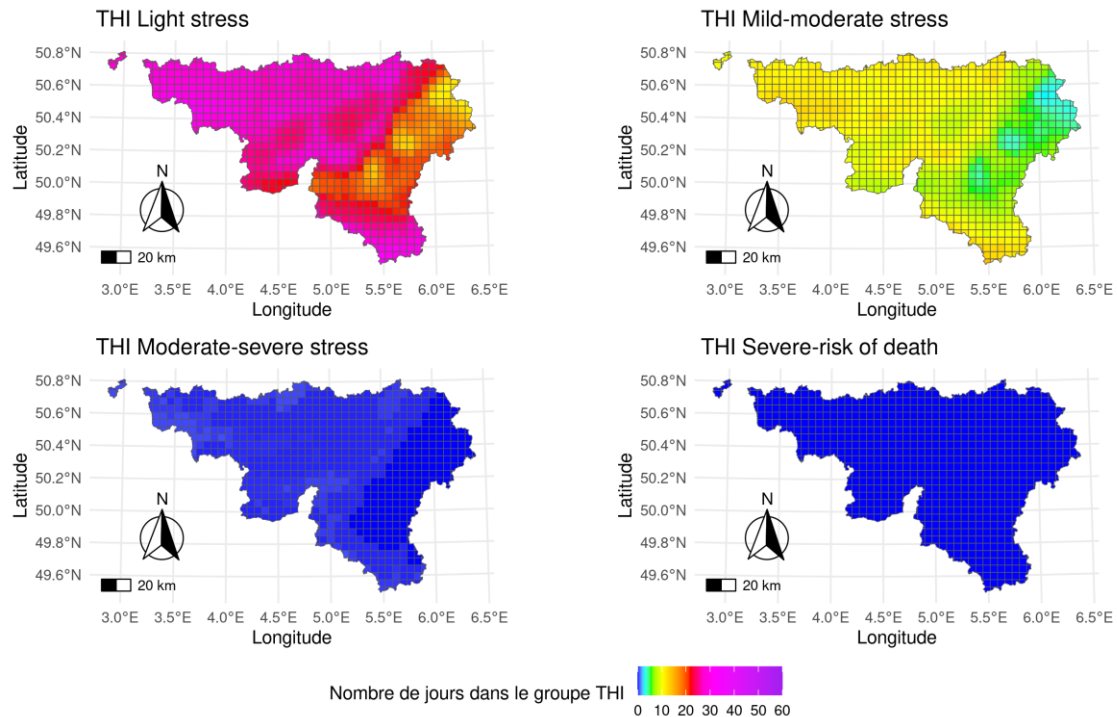 THI Light stress
50.8°N
50.6°N
50.4°N
50.2°N
50.0°N
49.8°N
49.6°N
Latitude
N
20 km
3.0°E 3.5°E 4.0°E 4.5°E 5.0°E 5.5°E 6.0°E 6.5°E
Longitude
THI Mild-moderate stress
50.8°N
50.6°N
50.4°N
50.2°N
50.0°N
49.8°N
49.6°N
Latitude
N
20 km
3.0°E 3.5°E 4.0°E 4.5°E 5.0°E 5.5°E 6.0°E 6.5°E
Longitude
THI Moderate-severe stress
50.8°N
50.6°N
50.4°N
50.2°N
50.0°N
49.8°N
49.6°N
Latitude
N
20 km
3.0°E 3.5°E 4.0°E 4.5°E 5.0°E 5.5°E 6.0°E 6.5°E
Longitude
THI Severe-risk of death
50.8°N
50.6°N
50.4°N
50.2°N
50.0°N
49.8°N
49.6°N
Latitude
N
20 km
3.0°E 3.5°E 4.0°E 4.5°E 5.0°E 5.5°E 6.0°E 6.5°E
Longitude
Nombre de jours dans le groupe THI
0 10 20 30 40 50 60